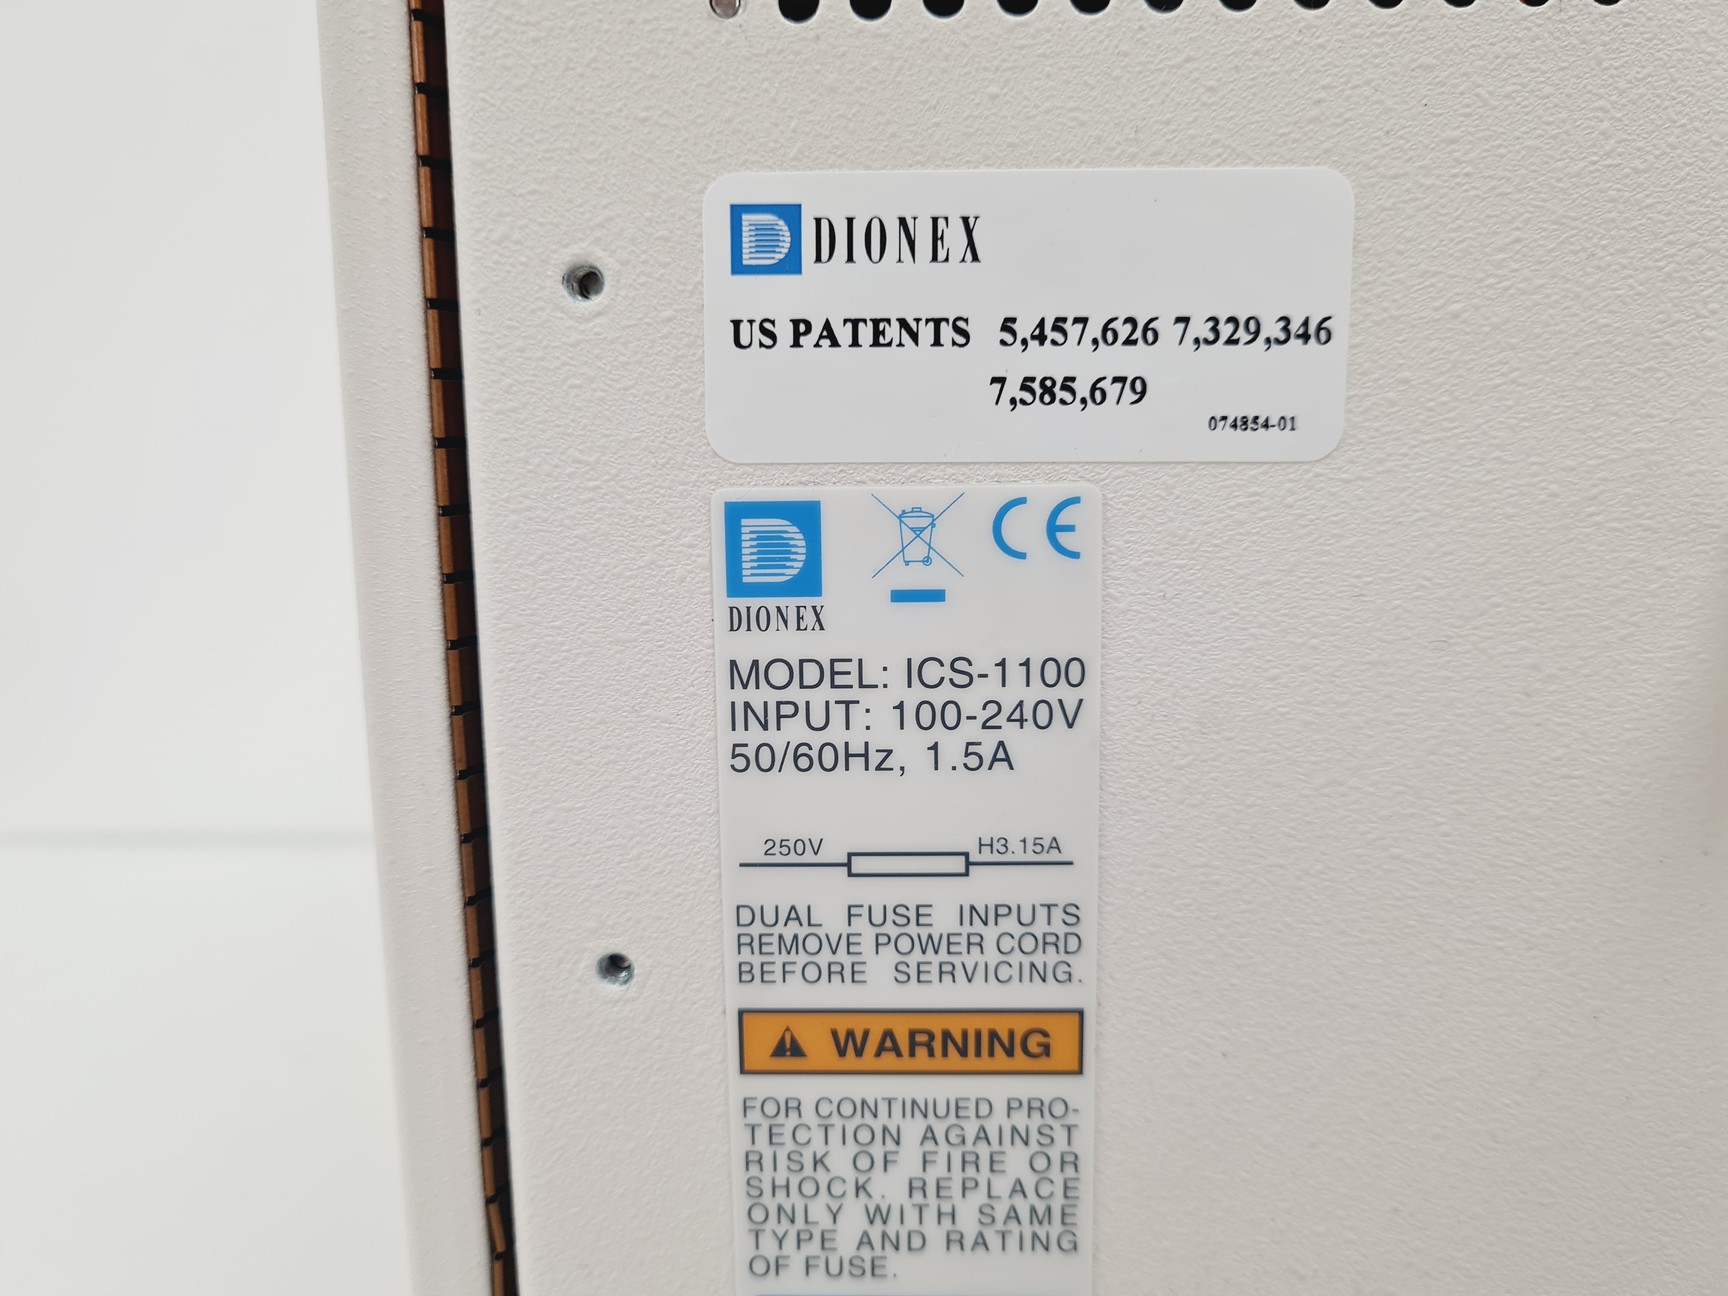 DIONEX
US PATENTS 5,457,626 7,329,346
7,585,679
074854-01
CE
DIONEX
MODEL: ICS-1100
INPUT: 100-240V
50/60Hz, 1.5A
250V H3.15A
DUAL FUSE INPUTS
REMOVE POWER CORD
BEFORE SERVICING.
WARNING
FOR CONTINUED PRO-
TECTION AGAINST
RISK OF FIRE OR
SHOCK. REPLACE
ONLY WITH SAME
TYPE AND RATING
OF FUSE.